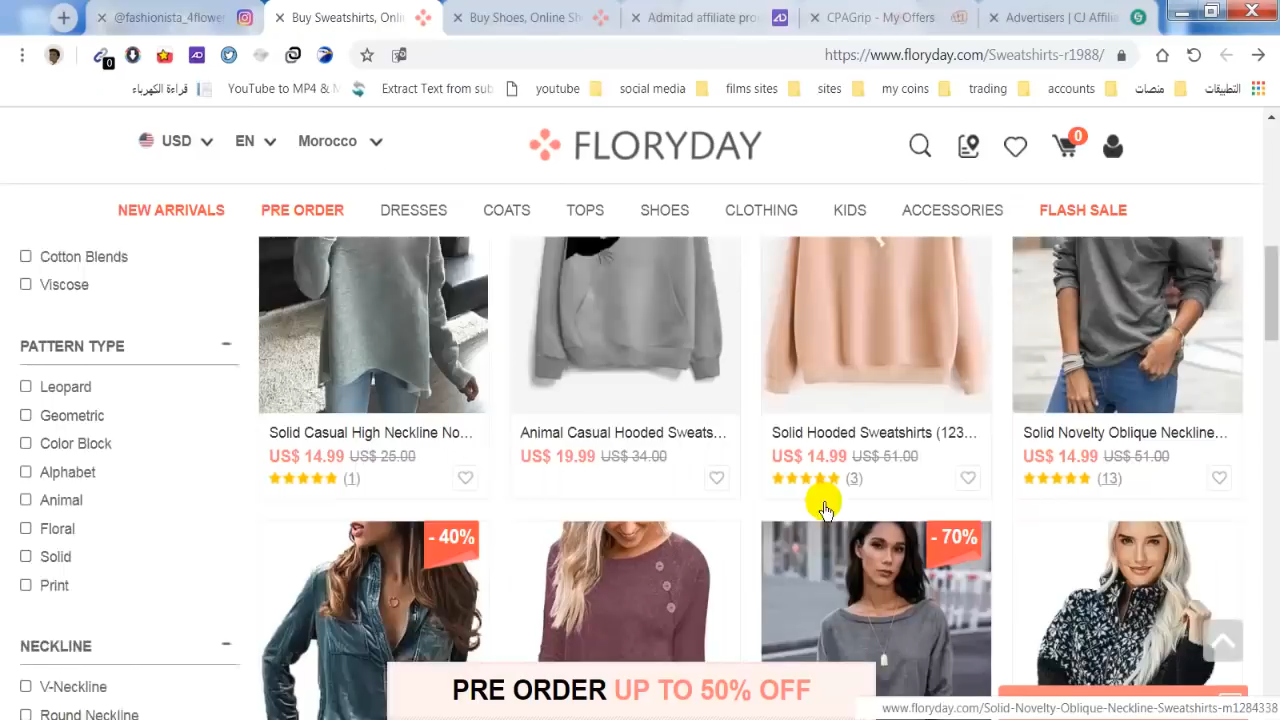 @fashionista_4flower
Buy Sweatshirts, Onli
Buy Shoes, Online Sh
Admitad affiliate pro
CPAGrip - My Offers
Advertisers | CJ Affilia
0
https://www.floryday.com/Sweatshirts-r1988/
قراءة الكهرباء
YouTube to MP4 & M
Extract Text from sub
youtube
social media
films sites
sites
my coins
trading
accounts
منصات
التطبيقات
USD
EN
Morocco
FLORYDAY
0
NEW ARRIVALS
PRE ORDER
DRESSES
COATS
TOPS
SHOES
CLOTHING
KIDS
ACCESSORIES
FLASH SALE
Cotton Blends
Viscose
PATTERN TYPE
Leopard
Geometric
Color Block
Alphabet
Animal
Floral
Solid
Print
NECKLINE
V-Neckline
Round Neckline
Solid Casual High Neckline No...
US$ 14.99 US$ 25.00
(1)
Animal Casual Hooded Sweats...
US$ 19.99 US$ 34.00
Solid Hooded Sweatshirts (123...
US$ 14.99 US$ 51.00
(3)
Solid Novelty Oblique Neckline...
US$ 14.99 US$ 51.00
(13)
- 40%
- 70%
PRE ORDER UP TO 50% OFF
www.floryday.com/Solid-Novelty-Oblique-Neckline-Sweatshirts-m1284338